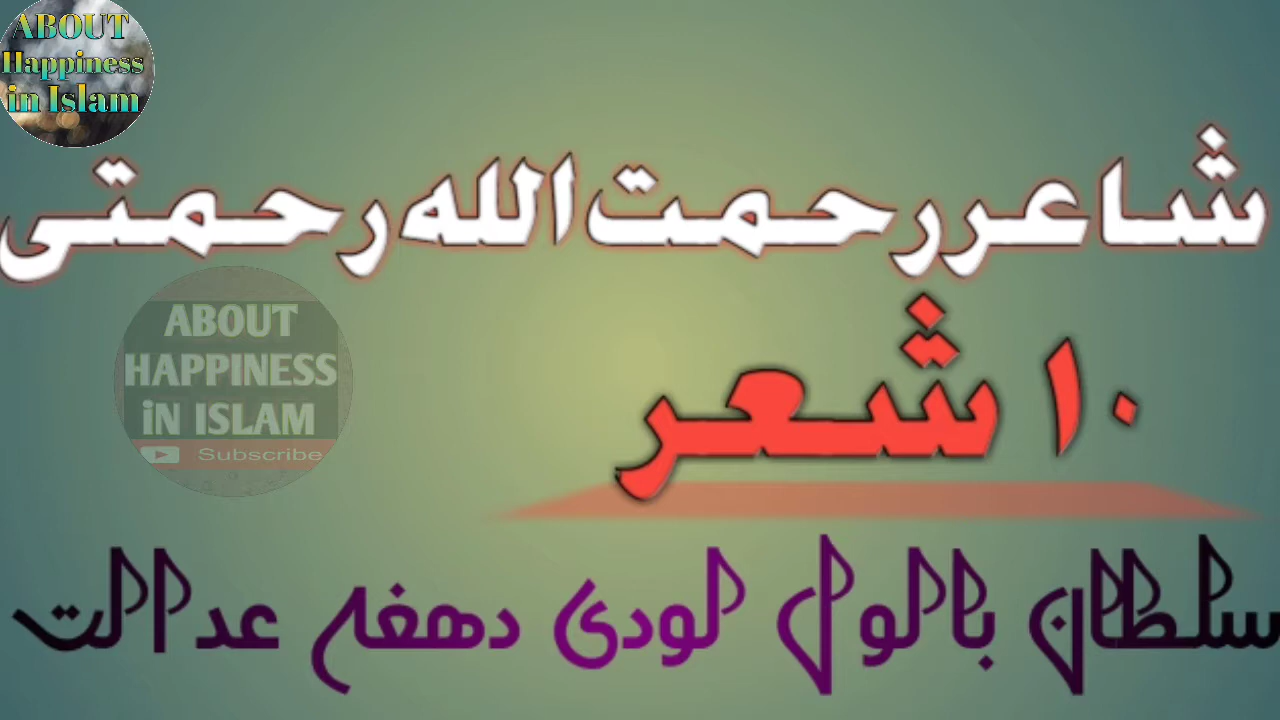 ABOUT
Happiness
in Islam
شاعر رحمت الله رحمتی
ABOUT
HAPPINESS
iN ISLAM
Subscribe
۱۰ شعر
سلطان بالول لودی دهغه عدالت